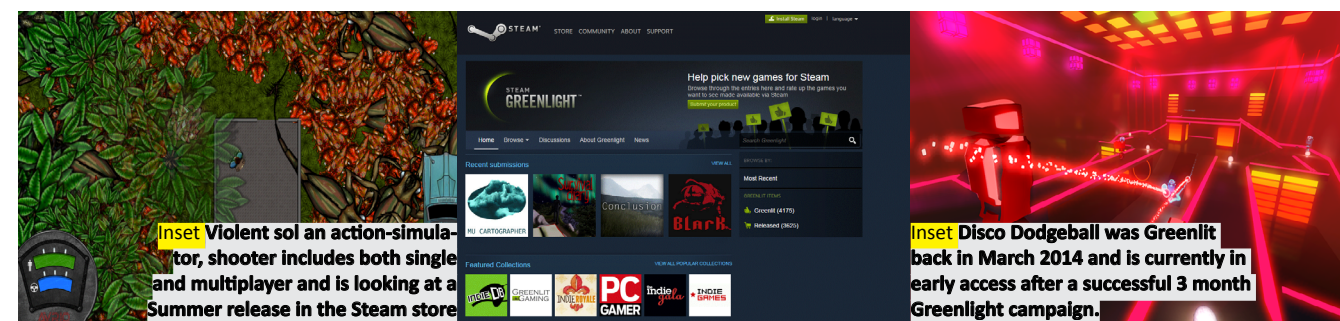 Inset Violent sol an action-simula-
tor, shooter includes both single
and multiplayer and is looking at a
Summer release in the Steam store
STEAM
STORE COMMUNITY ABOUT SUPPORT
Install Steam login | language
STEAM
GREENLIGHT
Help pick new games for Steam
Browse through the entries here and rate up the games you
want to see made available via Steam
Submit your product
Home Browse Discussions About Greenlight News
Search Greenlight
Recent submissions VIEW ALL
MU CARTOGRAPHER
Conclusion
BROWSE BY:
Most Recent
GREENLIT ITEMS
Greenlit (4175)
Released (3625)
Featured Collections VIEW ALL POPULAR COLLECTIONS
INDIE DB
GREENLIT
GAMING
INDIE ROYALE
PC
GAMER
indie
gala
INDIE
GAMES
Inset Disco Dodgeball was Greenlit
back in March 2014 and is currently in
early access after a successful 3 month
Greenlight campaign.